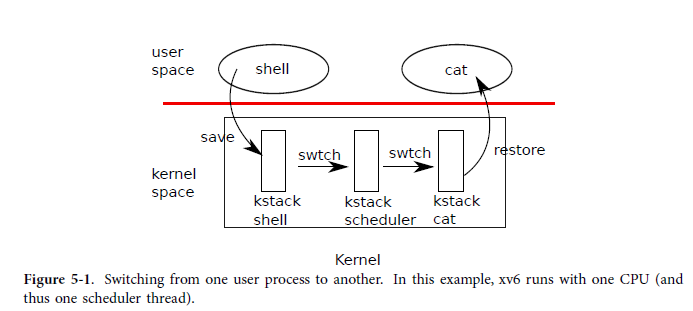 user
space
shell
cat
save
swtch
swtch
restore
kernel
space
kstack
shell
kstack
scheduler
kstack
cat
Kernel
Figure 5-1. Switching from one user process to another. In this example, xv6 runs with one CPU (and
thus one scheduler thread).